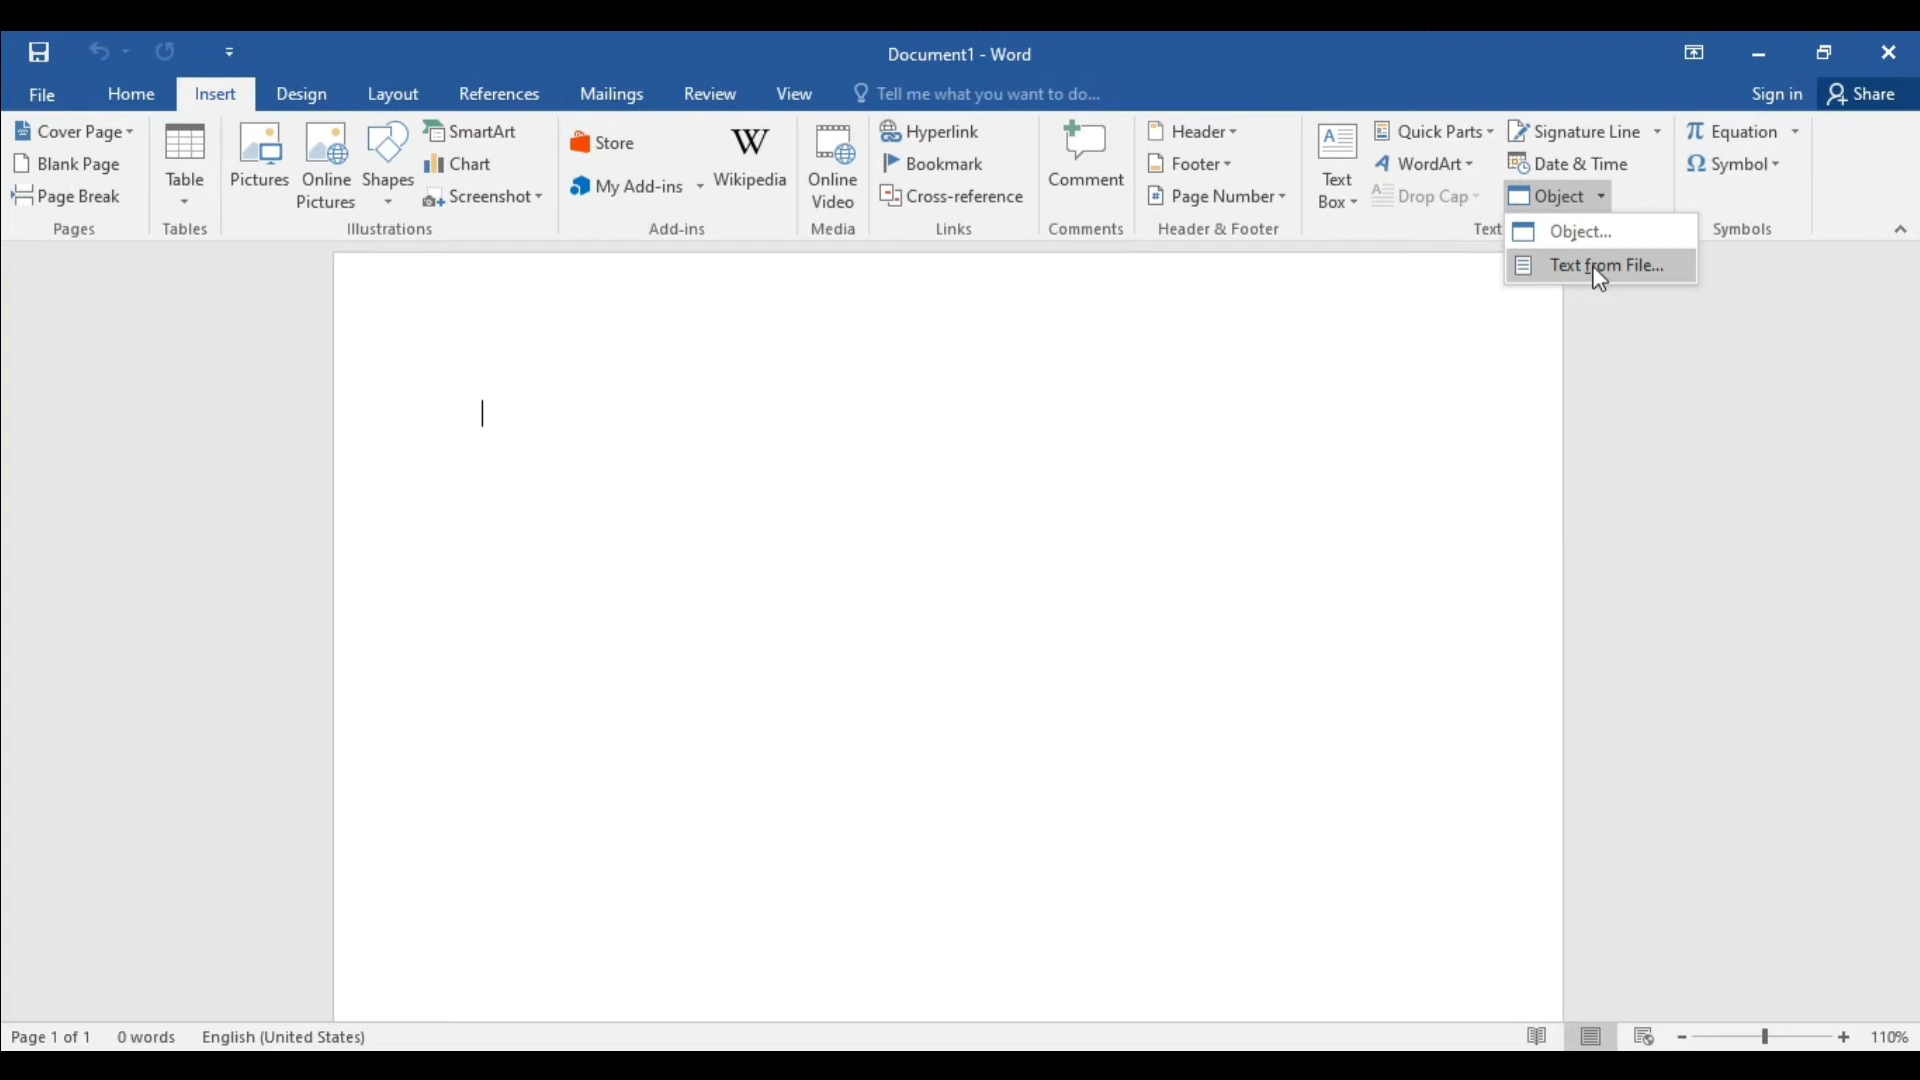 Document1 - Word
File Home Insert Design Layout References Mailings Review View Tell me what you want to do... Sign in Share
Cover Page
Blank Page
Page Break
Pages
Table
Tables
Pictures
Online
Pictures
Shapes
SmartArt
Chart
Screenshot
Illustrations
Store
My Add-ins
W
Wikipedia
Add-ins
Online
Video
Media
Hyperlink
Bookmark
Cross-reference
Links
Comment
Comments
Header
Footer
Page Number
Header & Footer
Text
Box
Quick Parts
WordArt
Drop Cap
Signature Line
Date & Time
Object
Text
Object...
Text from File...
Equation
Symbol
Symbols
Page 1 of 1 0 words English (United States) 110%